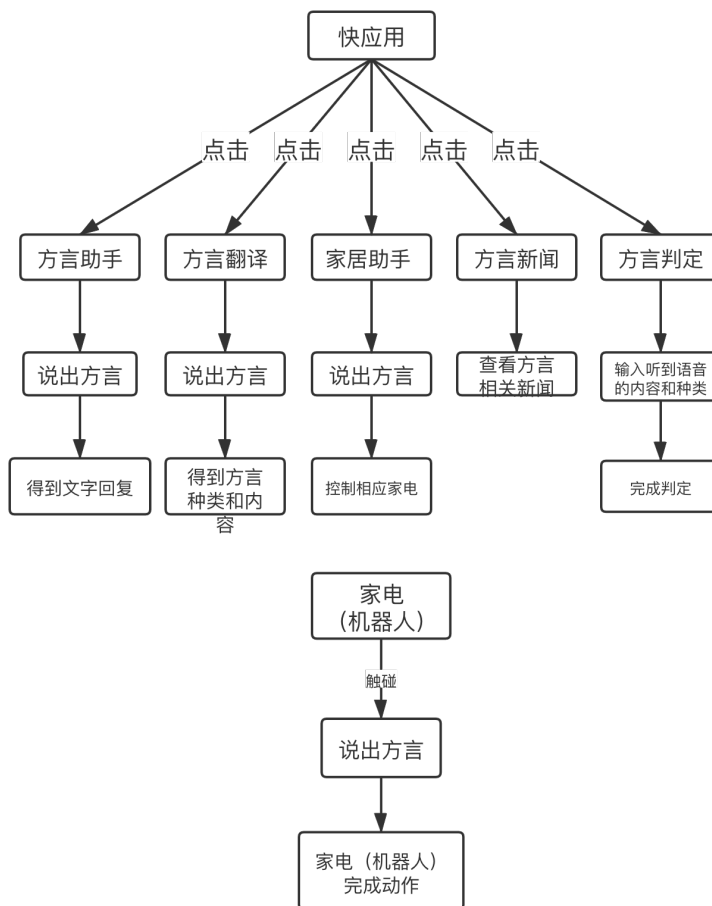 快应用
点击
点击
点击
点击
点击
方言助手
方言翻译
家居助手
方言新闻
方言判定
说出方言
说出方言
说出方言
查看方言
相关新闻
输入听到语音
的内容和种类
得到文字回复
得到方言
种类和内
容
控制相应家电
完成判定
家电
（机器人）
触碰
说出方言
家电（机器人）
完成动作